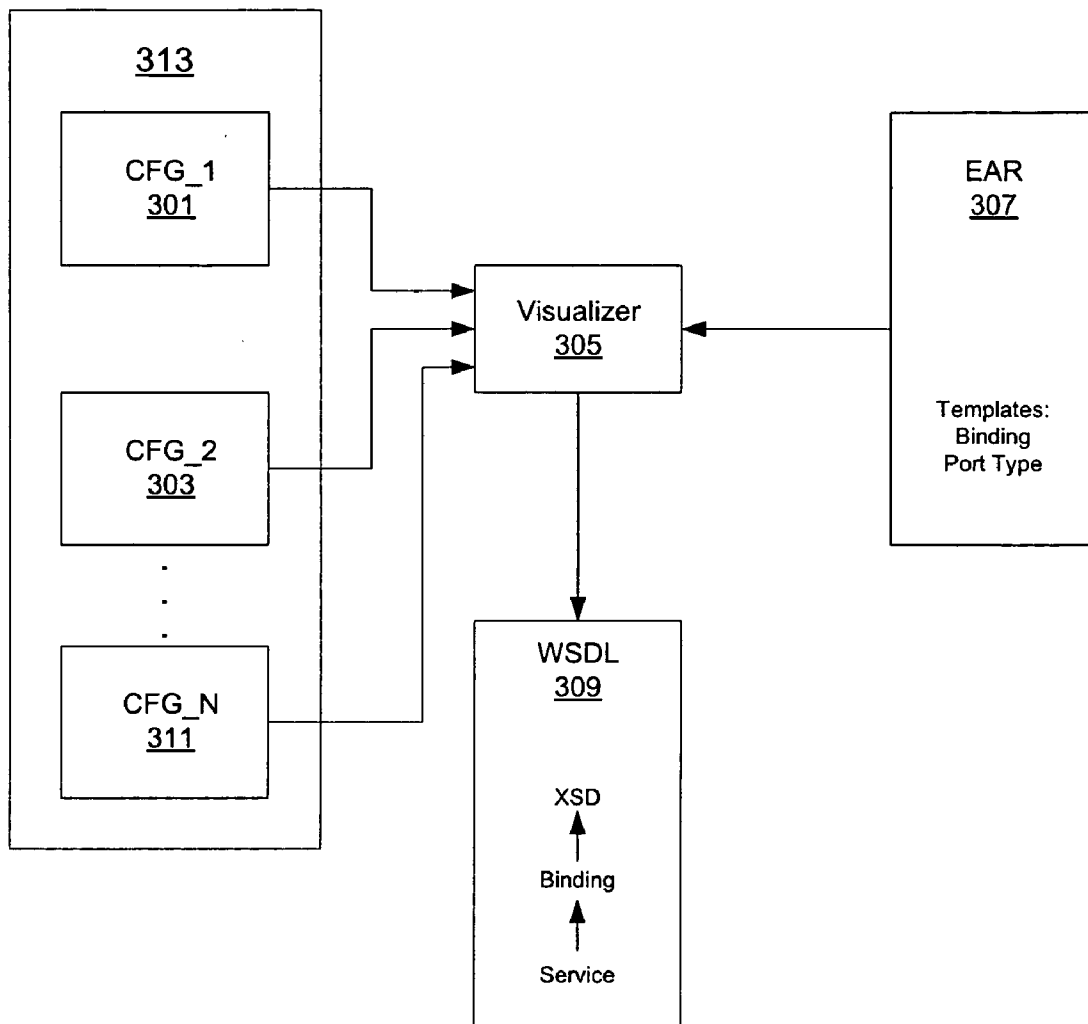 313
CFG_1
301
CFG_2
303
CFG_N
311
Visualizer
305
EAR
307
Templates:
Binding
Port Type
WSDL
309
XSD
Binding
Service